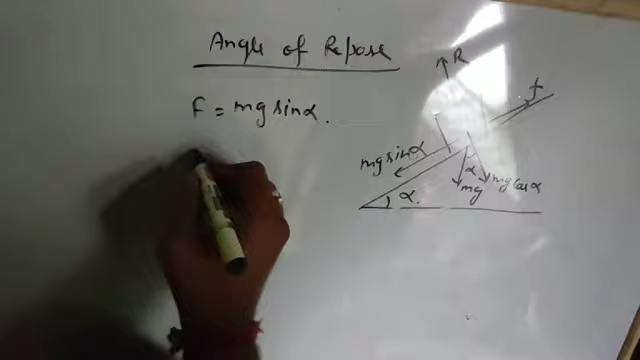 Angle of Repose
F = mg sinα.
R
f
mg sinα
α
mg
mg cosα
α.